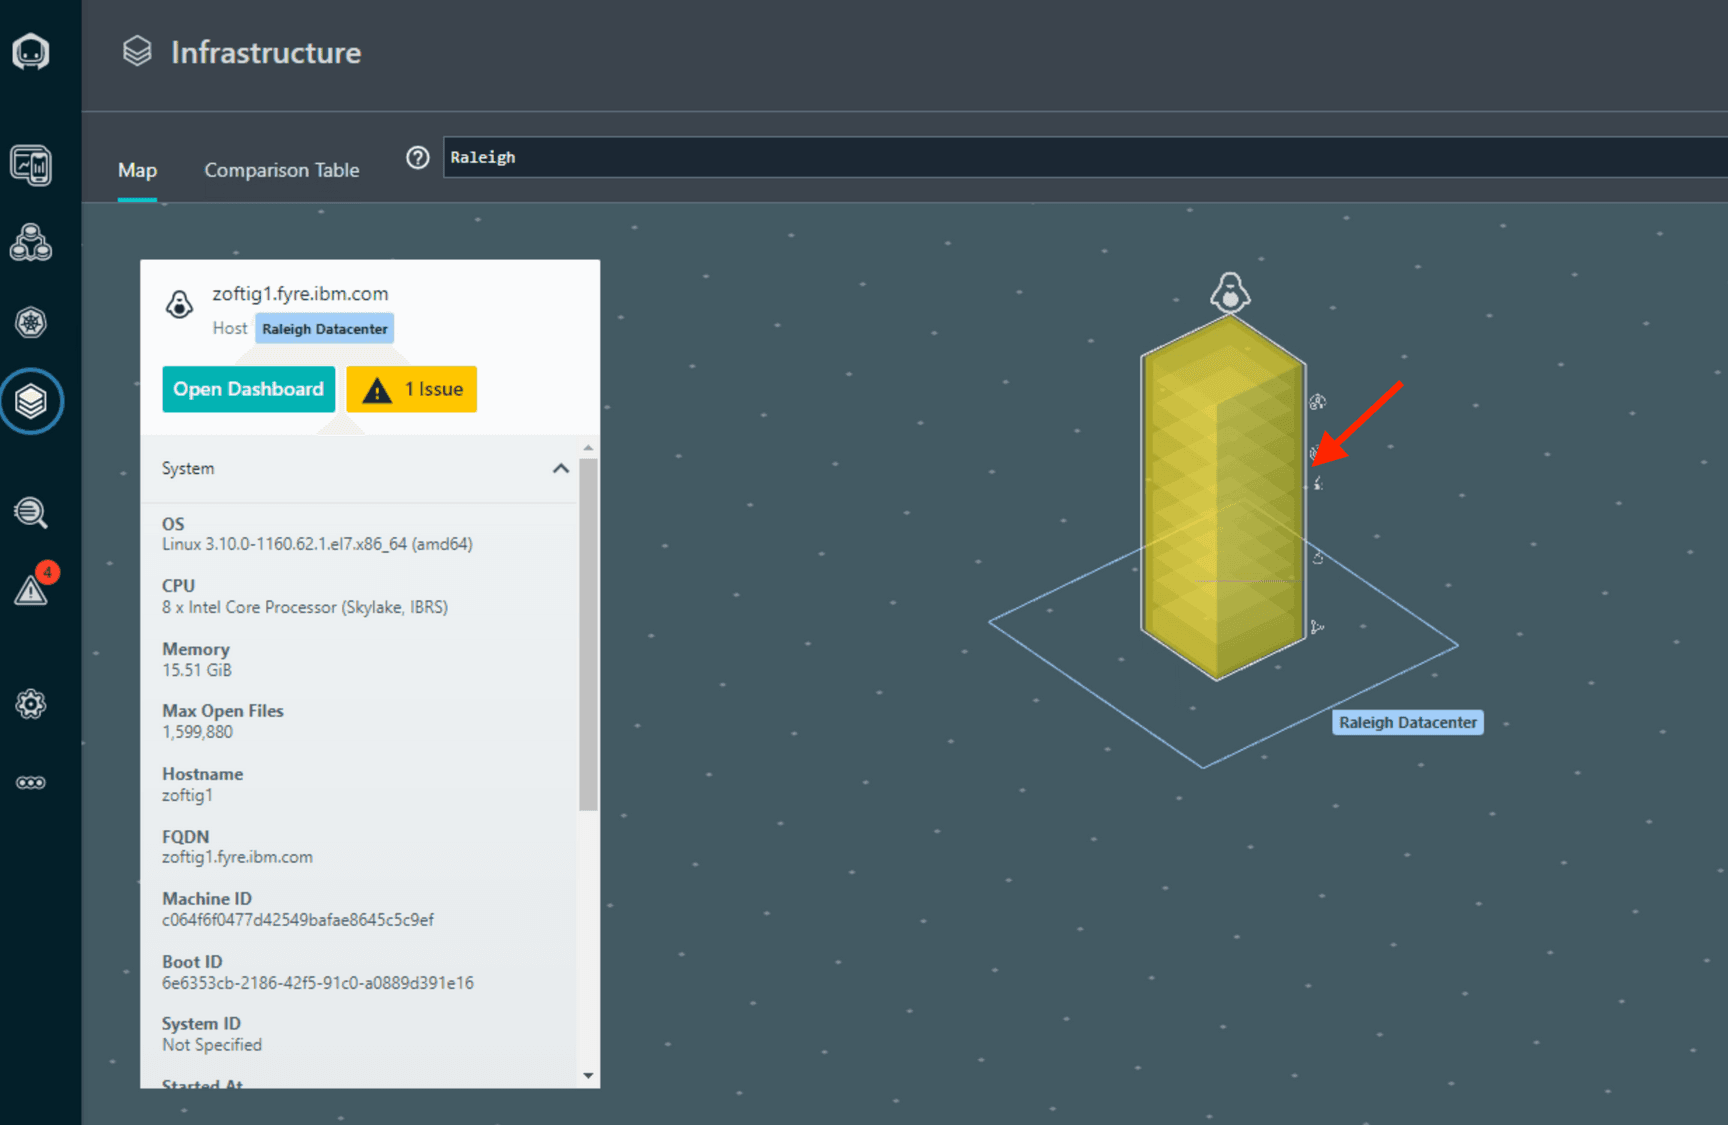 Infrastructure
Map
Comparison Table
Raleigh
zoftig1.fyre.ibm.com
Host
Raleigh Datacenter
Open Dashboard
1 Issue
4
System
OS
Linux 3.10.0-1160.62.1.el7.x86_64 (amd64)
CPU
8 x Intel Core Processor (Skylake, IBRS)
Memory
15.51 GiB
Max Open Files
1,599,880
Hostname
zoftig1
FQDN
zoftig1.fyre.ibm.com
Machine ID
c064f6f0477d42549bafae8645c5c9ef
Boot ID
6e6353cb-2186-42f5-91c0-a0889d391e16
System ID
Not Specified
Started At
Raleigh Datacenter